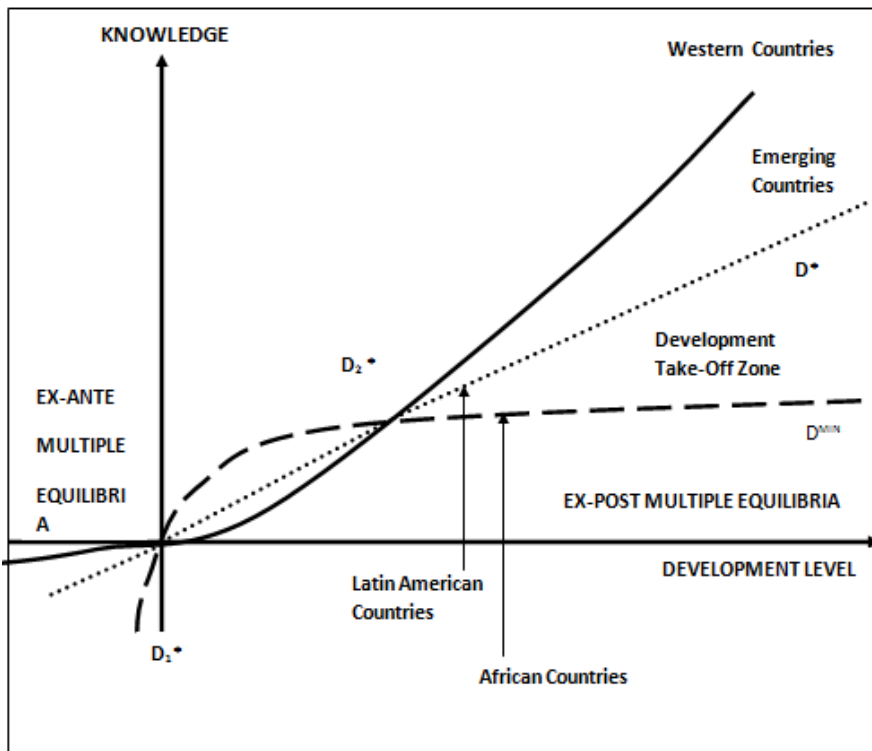 KNOWLEDGE
Western Countries
Emerging
Countries
D*
Development
Take-Off Zone
D₂*
EX-ANTE
MULTIPLE
EQUILIBRI
A
Dᴹᴵᴺ
EX-POST MULTIPLE EQUILIBRIA
DEVELOPMENT LEVEL
Latin American
Countries
D₁*
African Countries